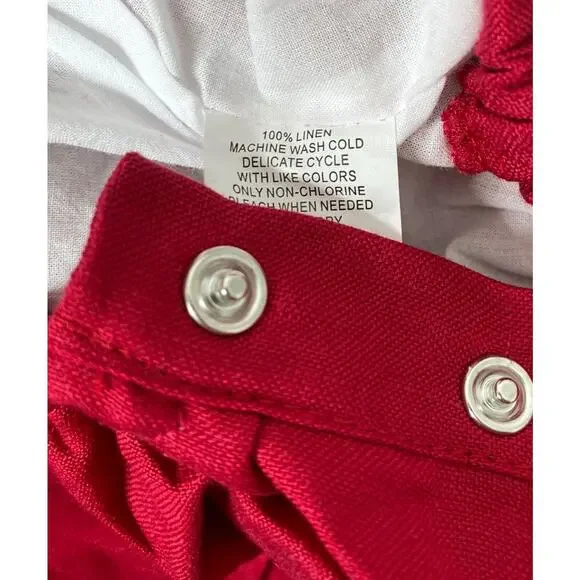 100% LINEN
MACHINE WASH COLD
DELICATE CYCLE
WITH LIKE COLORS
ONLY NON-CHLORINE
BLEACH WHEN NEEDED